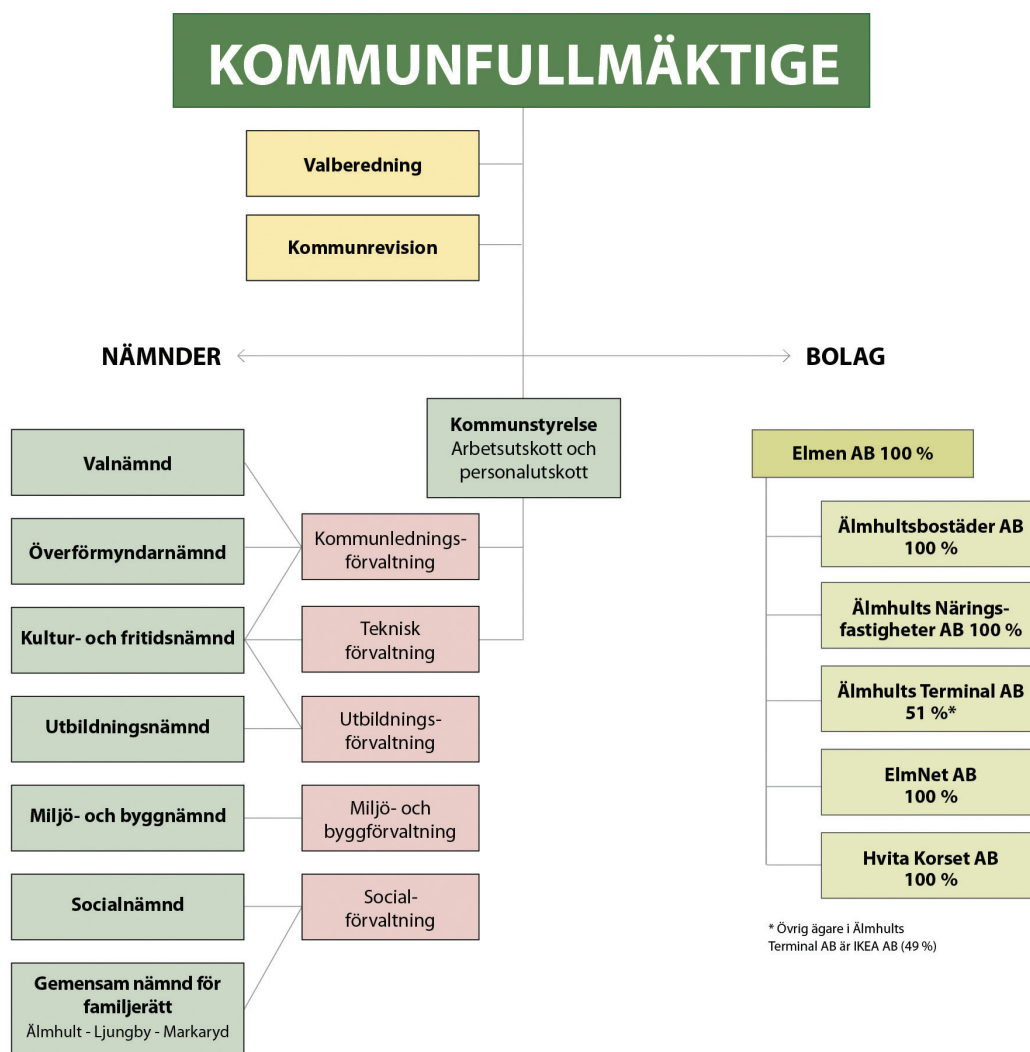 KOMMUNFULLMÄKTIGE
Valberedning
Kommunrevision
NÄMNDER
BOLAG
Kommunstyrelse
Arbetsutskott och
personalutskott
Valnämnd
Överförmyndarnämnd
Kultur- och fritidsnämnd
Utbildningsnämnd
Miljö- och byggnämnd
Socialnämnd
Gemensam nämnd för
familjerätt
Älmhult - Ljungby - Markaryd
Kommunlednings-
förvaltning
Teknisk
förvaltning
Utbildnings-
förvaltning
Miljö- och
byggförvaltning
Social-
förvaltning
Elmen AB 100 %
Älmhultsbostäder AB
100 %
Älmhults Närings-
fastigheter AB 100 %
Älmhults Terminal AB
51 %*
ElmNet AB
100 %
Hvita Korset AB
100 %
* Övrig ägare i Älmhults
Terminal AB är IKEA AB (49 %)